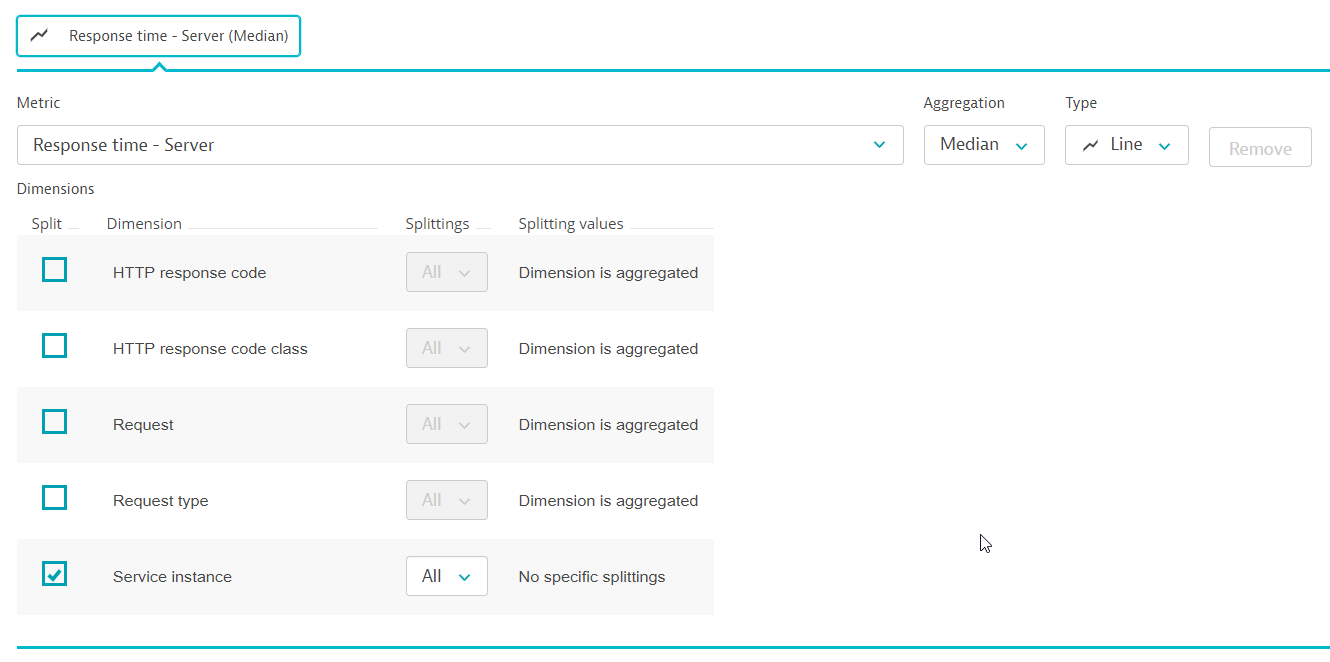 Response time - Server (Median)
Metric
Aggregation
Type
Response time - Server
Median
Line
Remove
Dimensions
Split Dimension Splittings Splitting values
HTTP response code All Dimension is aggregated
HTTP response code class All Dimension is aggregated
Request All Dimension is aggregated
Request type All Dimension is aggregated
Service instance All No specific splittings